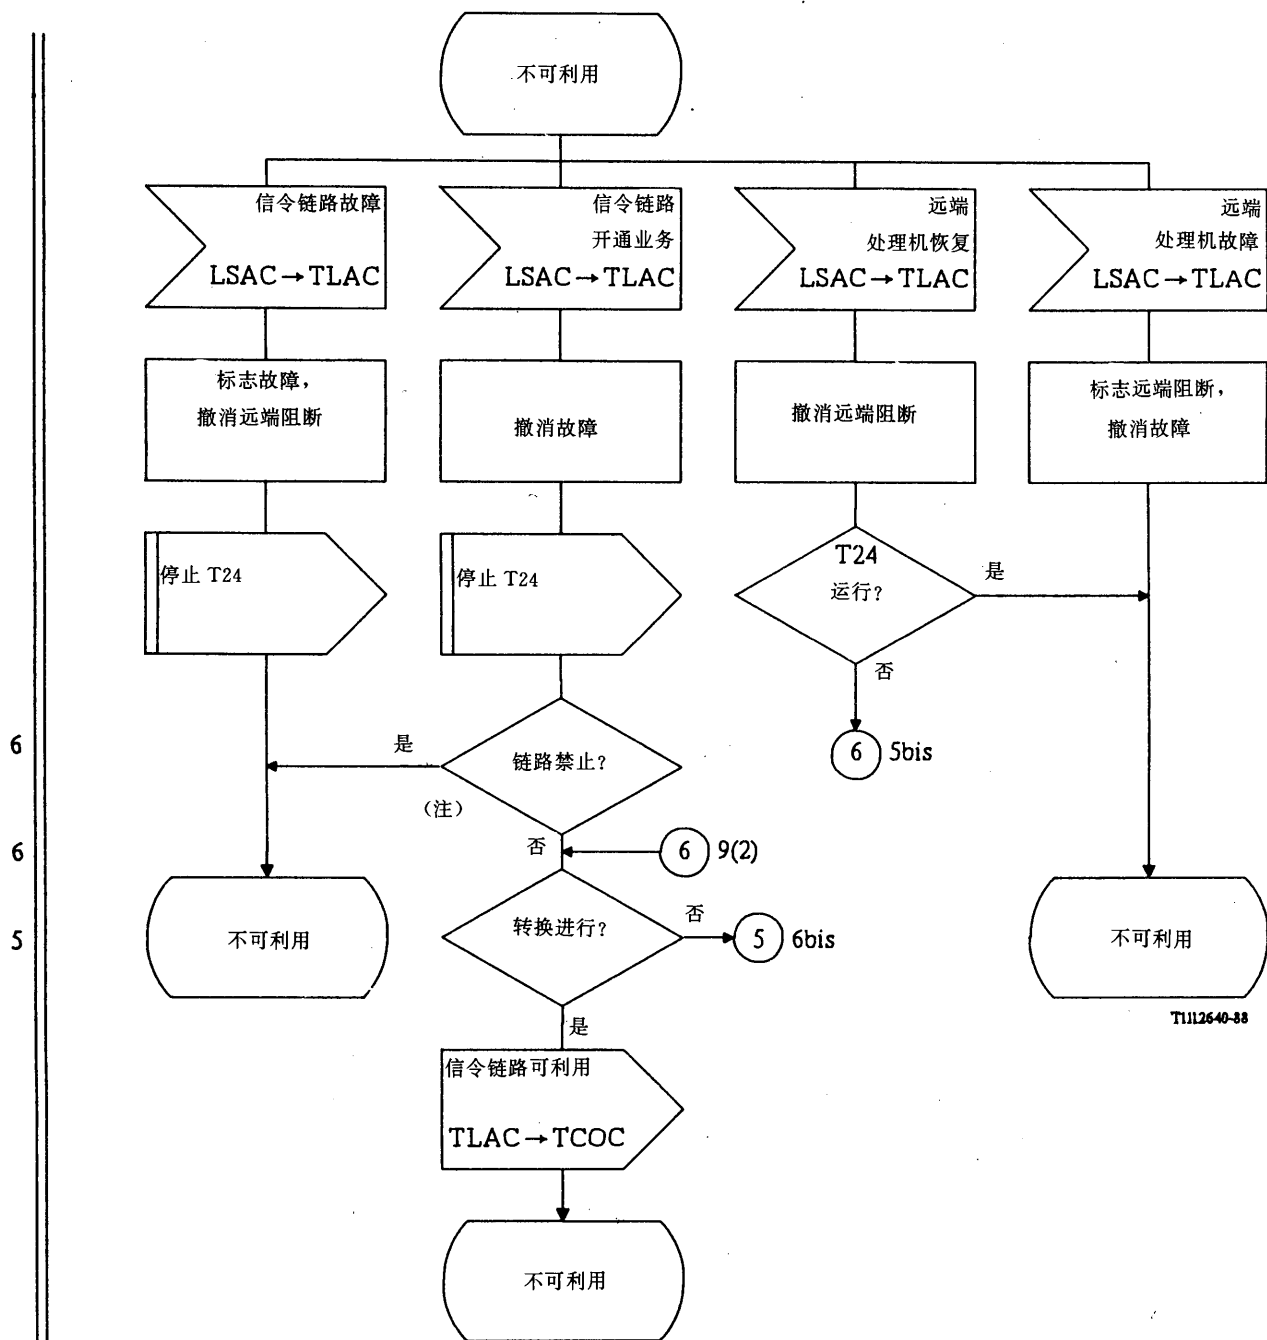 不可利用
信令链路故障
LSAC→TLAC
信令链路
开通业务
LSAC→TLAC
远端
处理机恢复
LSAC→TLAC
远端
处理机故障
LSAC→TLAC
标志故障，
撤消远端阻断
撤消故障
撤消远端阻断
标志远端阻断，
撤消故障
停止 T24
停止 T24
T24
运行？
是
否
6
是
链路禁止？
6
5bis
（注）
6
否
6
9(2)
5
不可利用
转换进行？
否
5
6bis
不可利用
T1112640-88
是
信令链路可利用
TLAC→TCOC
不可利用